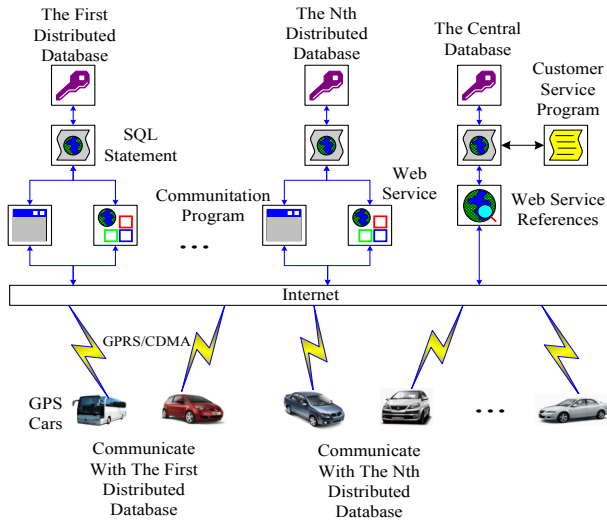 The First
Distributed
Database
The Nth
Distributed
Database
The Central
Database
Customer
Service
Program
SQL
Statement
Communitation
Program
Web
Service
Web Service
References
...
Internet
GPRS/CDMA
GPS
Cars
...
Communicate
With The First
Distributed
Database
Communicate
With The Nth
Distributed
Database